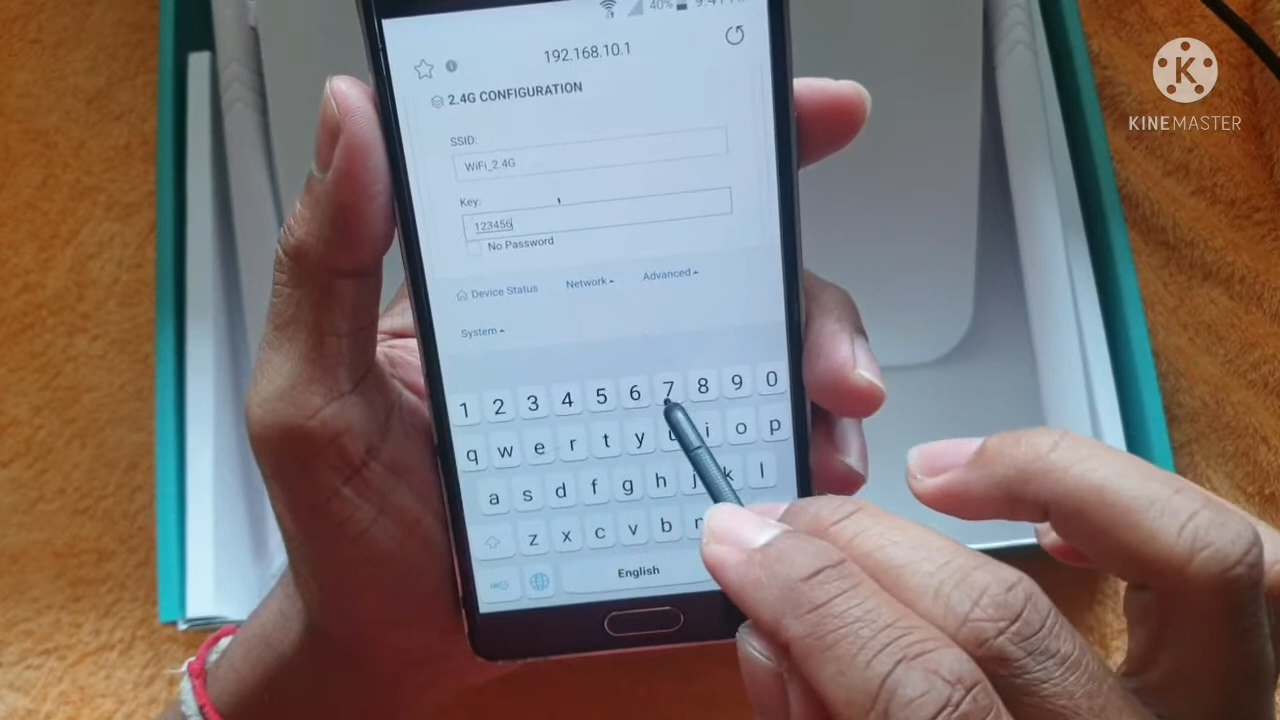 40%
192.168.10.1
2.4G CONFIGURATION
SSID:
WiFi_2.4G
Key:
123456
No Password
Device Status Network Advanced
System
1 2 3 4 5 6 7 8 9 0
q w e r t y u i o p
a s d f g h j k l
z x c v b
English
K
KINEMASTER